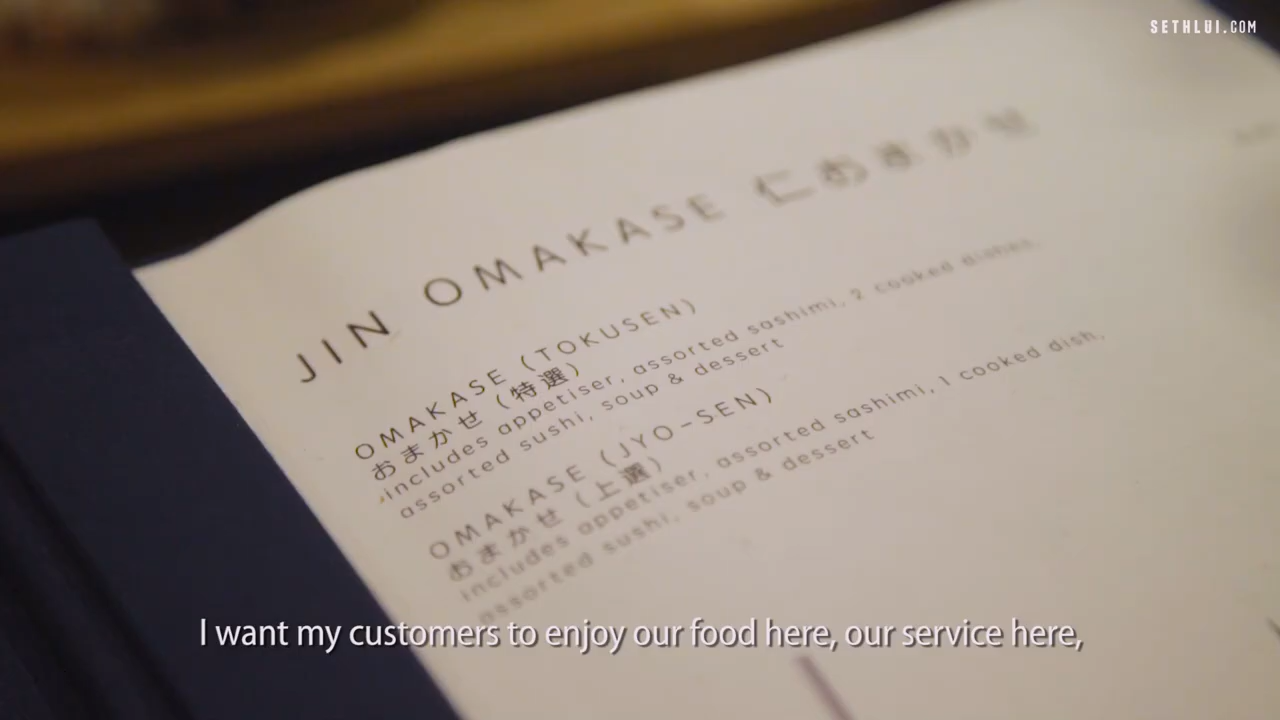 SETHLUI.COM
JIN OMAKASE 仁おまかせ
OMAKASE (TOKUSEN)
おまかせ (特選)
includes appetiser, assorted sashimi, 2 cooked dishes,
assorted sushi, soup & dessert
OMAKASE (JYO-SEN)
おまかせ (上選)
includes appetiser, assorted sashimi, 1 cooked dish,
assorted sushi, soup & dessert
I want my customers to enjoy our food here, our service here,